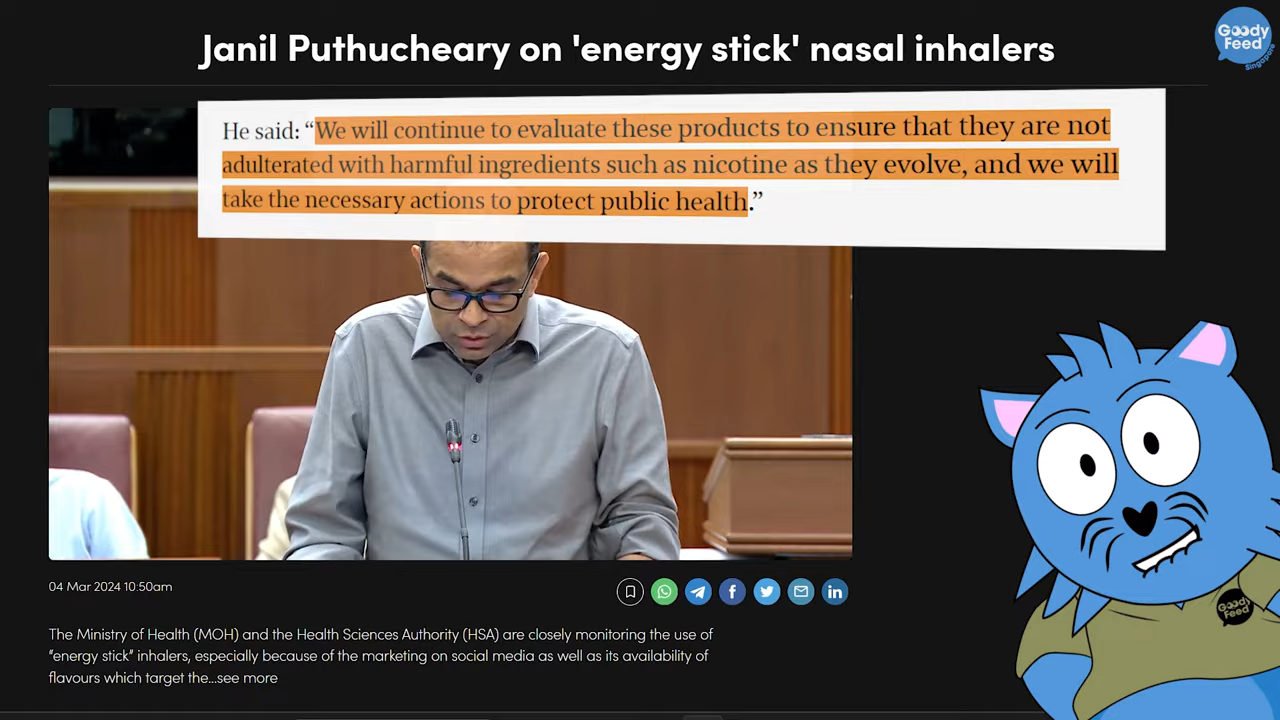 Janil Puthucheary on 'energy stick' nasal inhalers
Goody
Feed
Singapore
He said: “We will continue to evaluate these products to ensure that they are not
adulterated with harmful ingredients such as nicotine as they evolve, and we will
take the necessary actions to protect public health.”
04 Mar 2024 10:50am
The Ministry of Health (MOH) and the Health Sciences Authority (HSA) are closely monitoring the use of
"energy stick" inhalers, especially because of the marketing on social media as well as its availability of
flavours which target the...see more
Goody
Feed